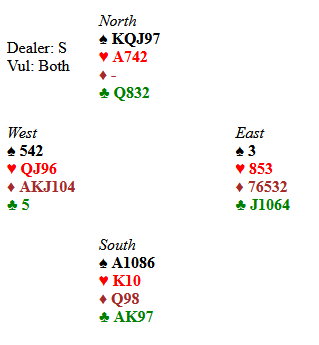 North
Dealer: S
Vul: Both
♠ KQJ97
♥ A742
♦ -
♣ Q832
West
♠ 542
♥ QJ96
♦ AKJ104
♣ 5
East
♠ 3
♥ 853
♦ 76532
♣ J1064
South
♠ A1086
♥ K10
♦ Q98
♣ AK97